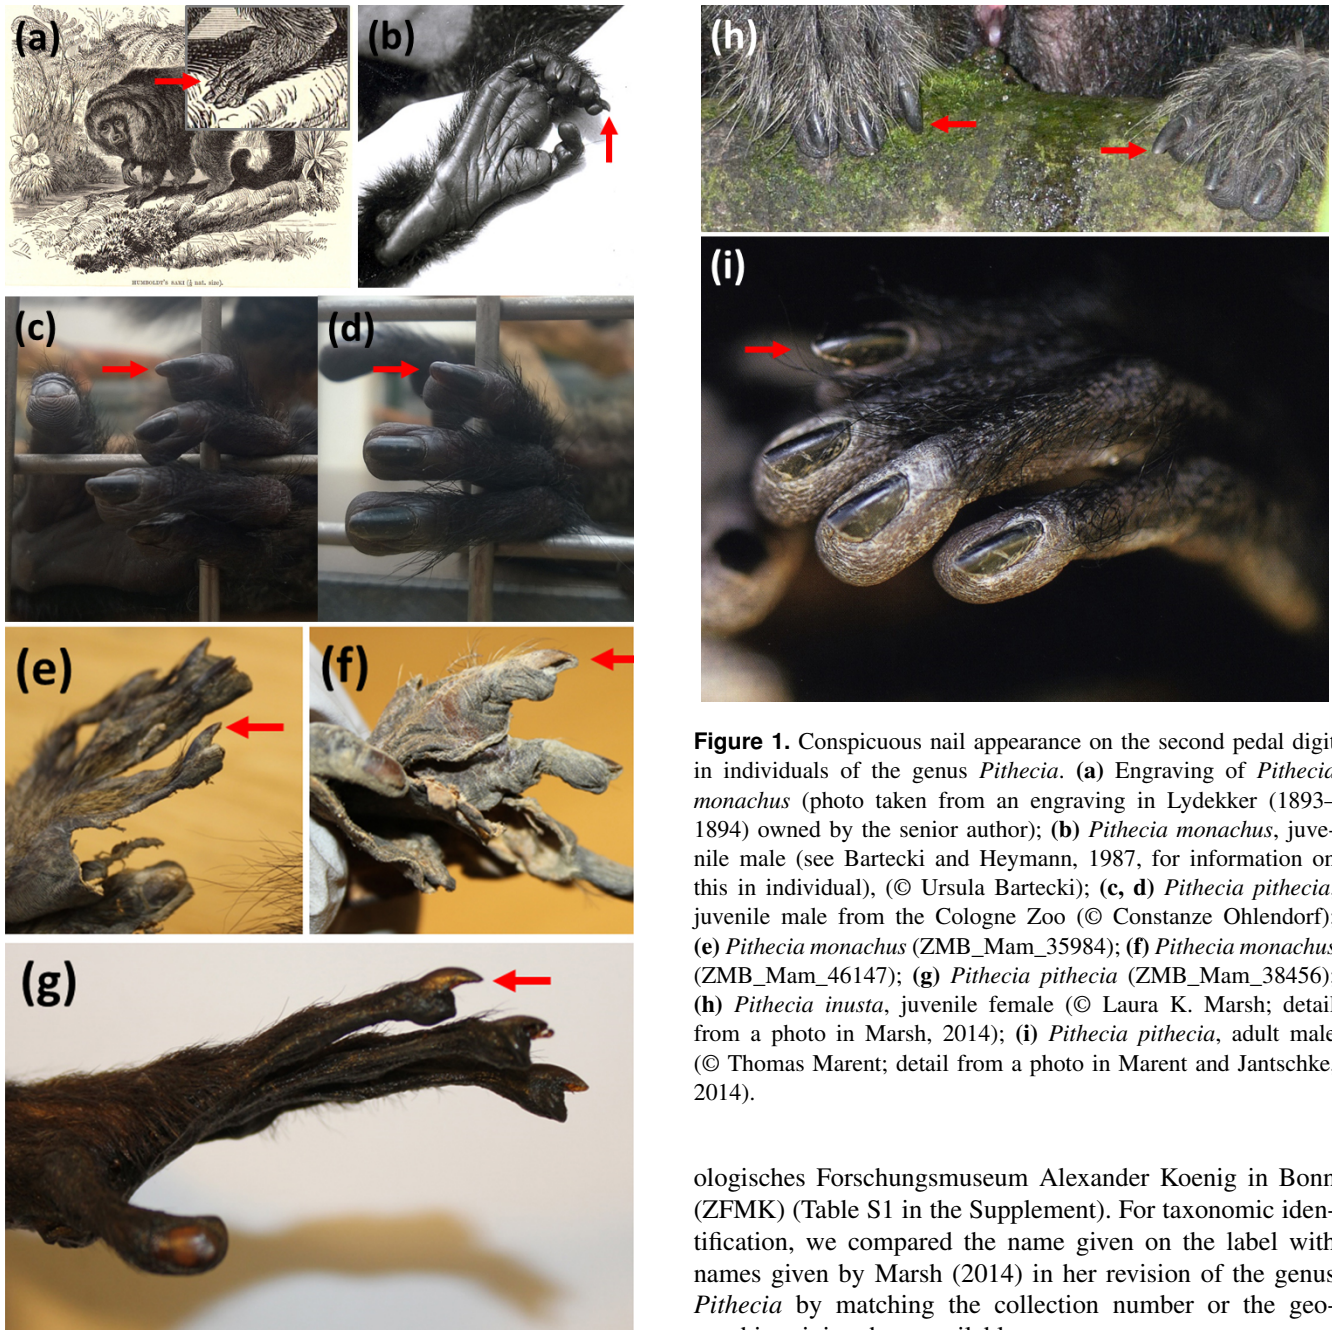 (a)
(b)
HUMBOLDT'S SAKI (⅓ nat. size).
(c)
(d)
(e)
(f)
(g)
(h)
(i)
Figure 1. Conspicuous nail appearance on the second pedal digit
in individuals of the genus Pithecia. (a) Engraving of Pithecia
monachus (photo taken from an engraving in Lydekker (1893–
1894) owned by the senior author); (b) Pithecia monachus, juve-
nile male (see Bartecki and Heymann, 1987, for information on
this in individual), (© Ursula Bartecki); (c, d) Pithecia pithecia,
juvenile male from the Cologne Zoo (© Constanze Ohlendorf);
(e) Pithecia monachus (ZMB_Mam_35984); (f) Pithecia monachus
(ZMB_Mam_46147); (g) Pithecia pithecia (ZMB_Mam_38456);
(h) Pithecia inusta, juvenile female (© Laura K. Marsh; detail
from a photo in Marsh, 2014); (i) Pithecia pithecia, adult male
(© Thomas Marent; detail from a photo in Marent and Jantschke,
2014).
ologisches Forschungsmuseum Alexander Koenig in Bonn
(ZFMK) (Table S1 in the Supplement). For taxonomic iden-
tification, we compared the name given on the label with
names given by Marsh (2014) in her revision of the genus
Pithecia by matching the collection number or the geo-